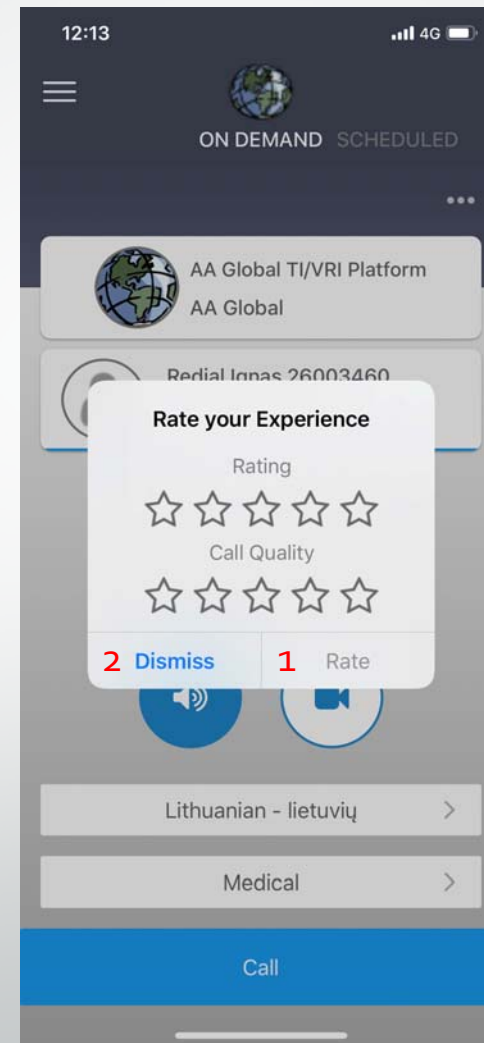 12:13 4G
ON DEMAND SCHEDULED
AA Global TI/VRI Platform
AA Global
Redial Ignas 26003460
Rate your Experience
Rating
Call Quality
2 Dismiss 1 Rate
Lithuanian - lietuvių
Medical
Call